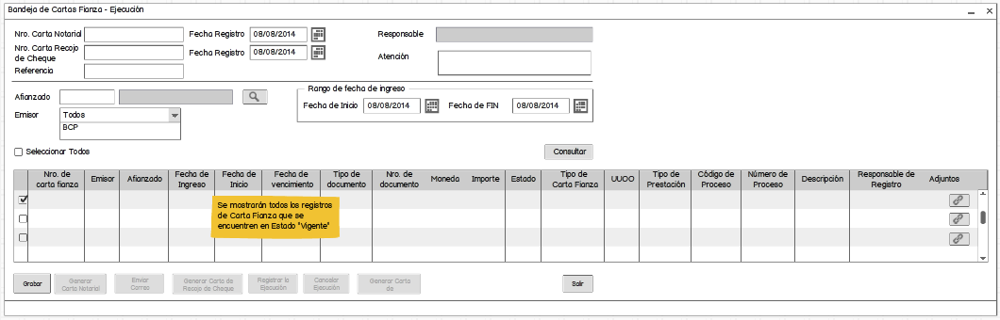 Bandeja de Cartas Fianza - Ejecución
Nro. Carta Notarial
Fecha Registro 08/08/2014
Responsable
Nro. Carta Recojo
de Cheque
Fecha Registro 08/08/2014
Atención
Referencia
Rango de fecha de ingreso
Afianzado
Fecha de Inicio 08/08/2014
Fecha de FIN 08/08/2014
Emisor Todos
BCP
Seleccionar Todos
Consultar
Nro. de
carta fianza
Emisor
Afianzado
Fecha de
Ingreso
Fecha de
Inicio
Fecha de
vencimiento
Tipo de
documento
Nro. de
documento
Moneda
Importe
Estado
Tipo de
Carta Fianza
UUOO
Tipo de
Prestación
Código de
Proceso
Número de
Proceso
Descripción
Responsable de
Registro
Adjuntos
Se mostrarán todos los registros
de Carta Fianza que se
encuentren en Estado "Vigente"
Grabar
Generar
Carta Notarial
Enviar
Correo
Generar Carta de
Recojo de Cheque
Registrar la
Ejecución
Cancelar
Ejecución
Generar Carta
de
Salir